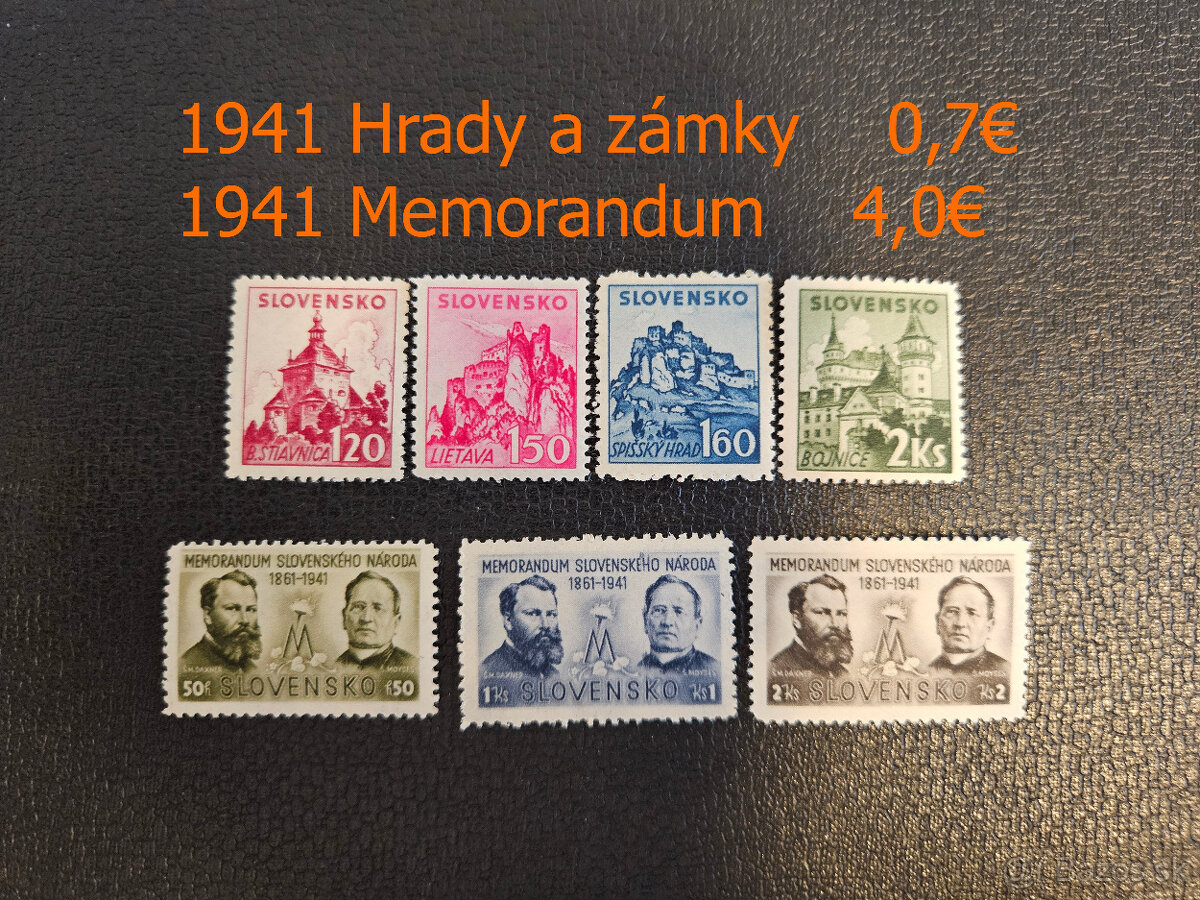 1941 Hrady a zámky 0,7€
1941 Memorandum 4,0€
SLOVENSKO
B.ŠTIAVNICA 120
SLOVENSKO
LIETAVA 150
SLOVENSKO
SPIŠSKÝ HRAD 160
SLOVENSKO
BOJNICE 2Ks
MEMORANDUM SLOVENSKÉHO NÁRODA
1861-1941
M
50h SLOVENSKO h50
MEMORANDUM SLOVENSKÉHO NÁRODA
1861-1941
M
1Ks SLOVENSKO Ks1
MEMORANDUM SLOVENSKÉHO NÁRODA
1861-1941
M
2Ks SLOVENSKO Ks2
Bazos.sk